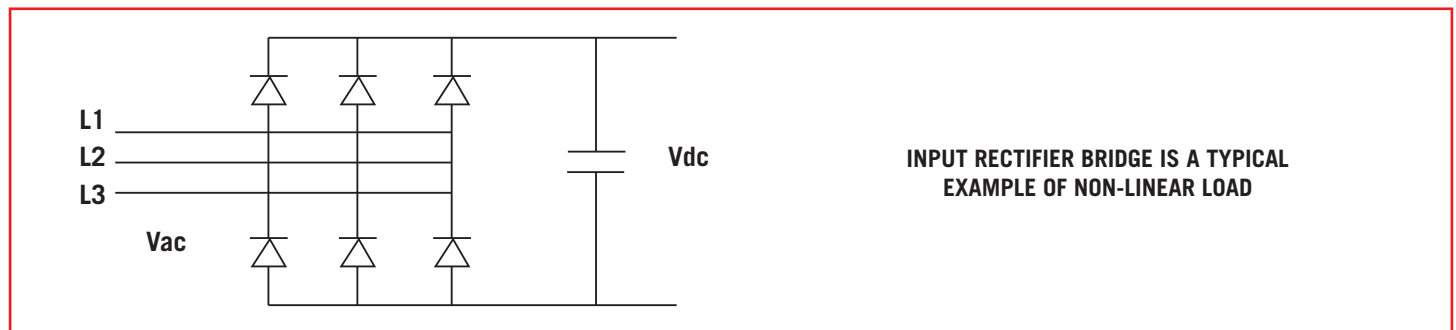 L1
L2
L3
Vac
Vdc
INPUT RECTIFIER BRIDGE IS A TYPICAL
EXAMPLE OF NON-LINEAR LOAD